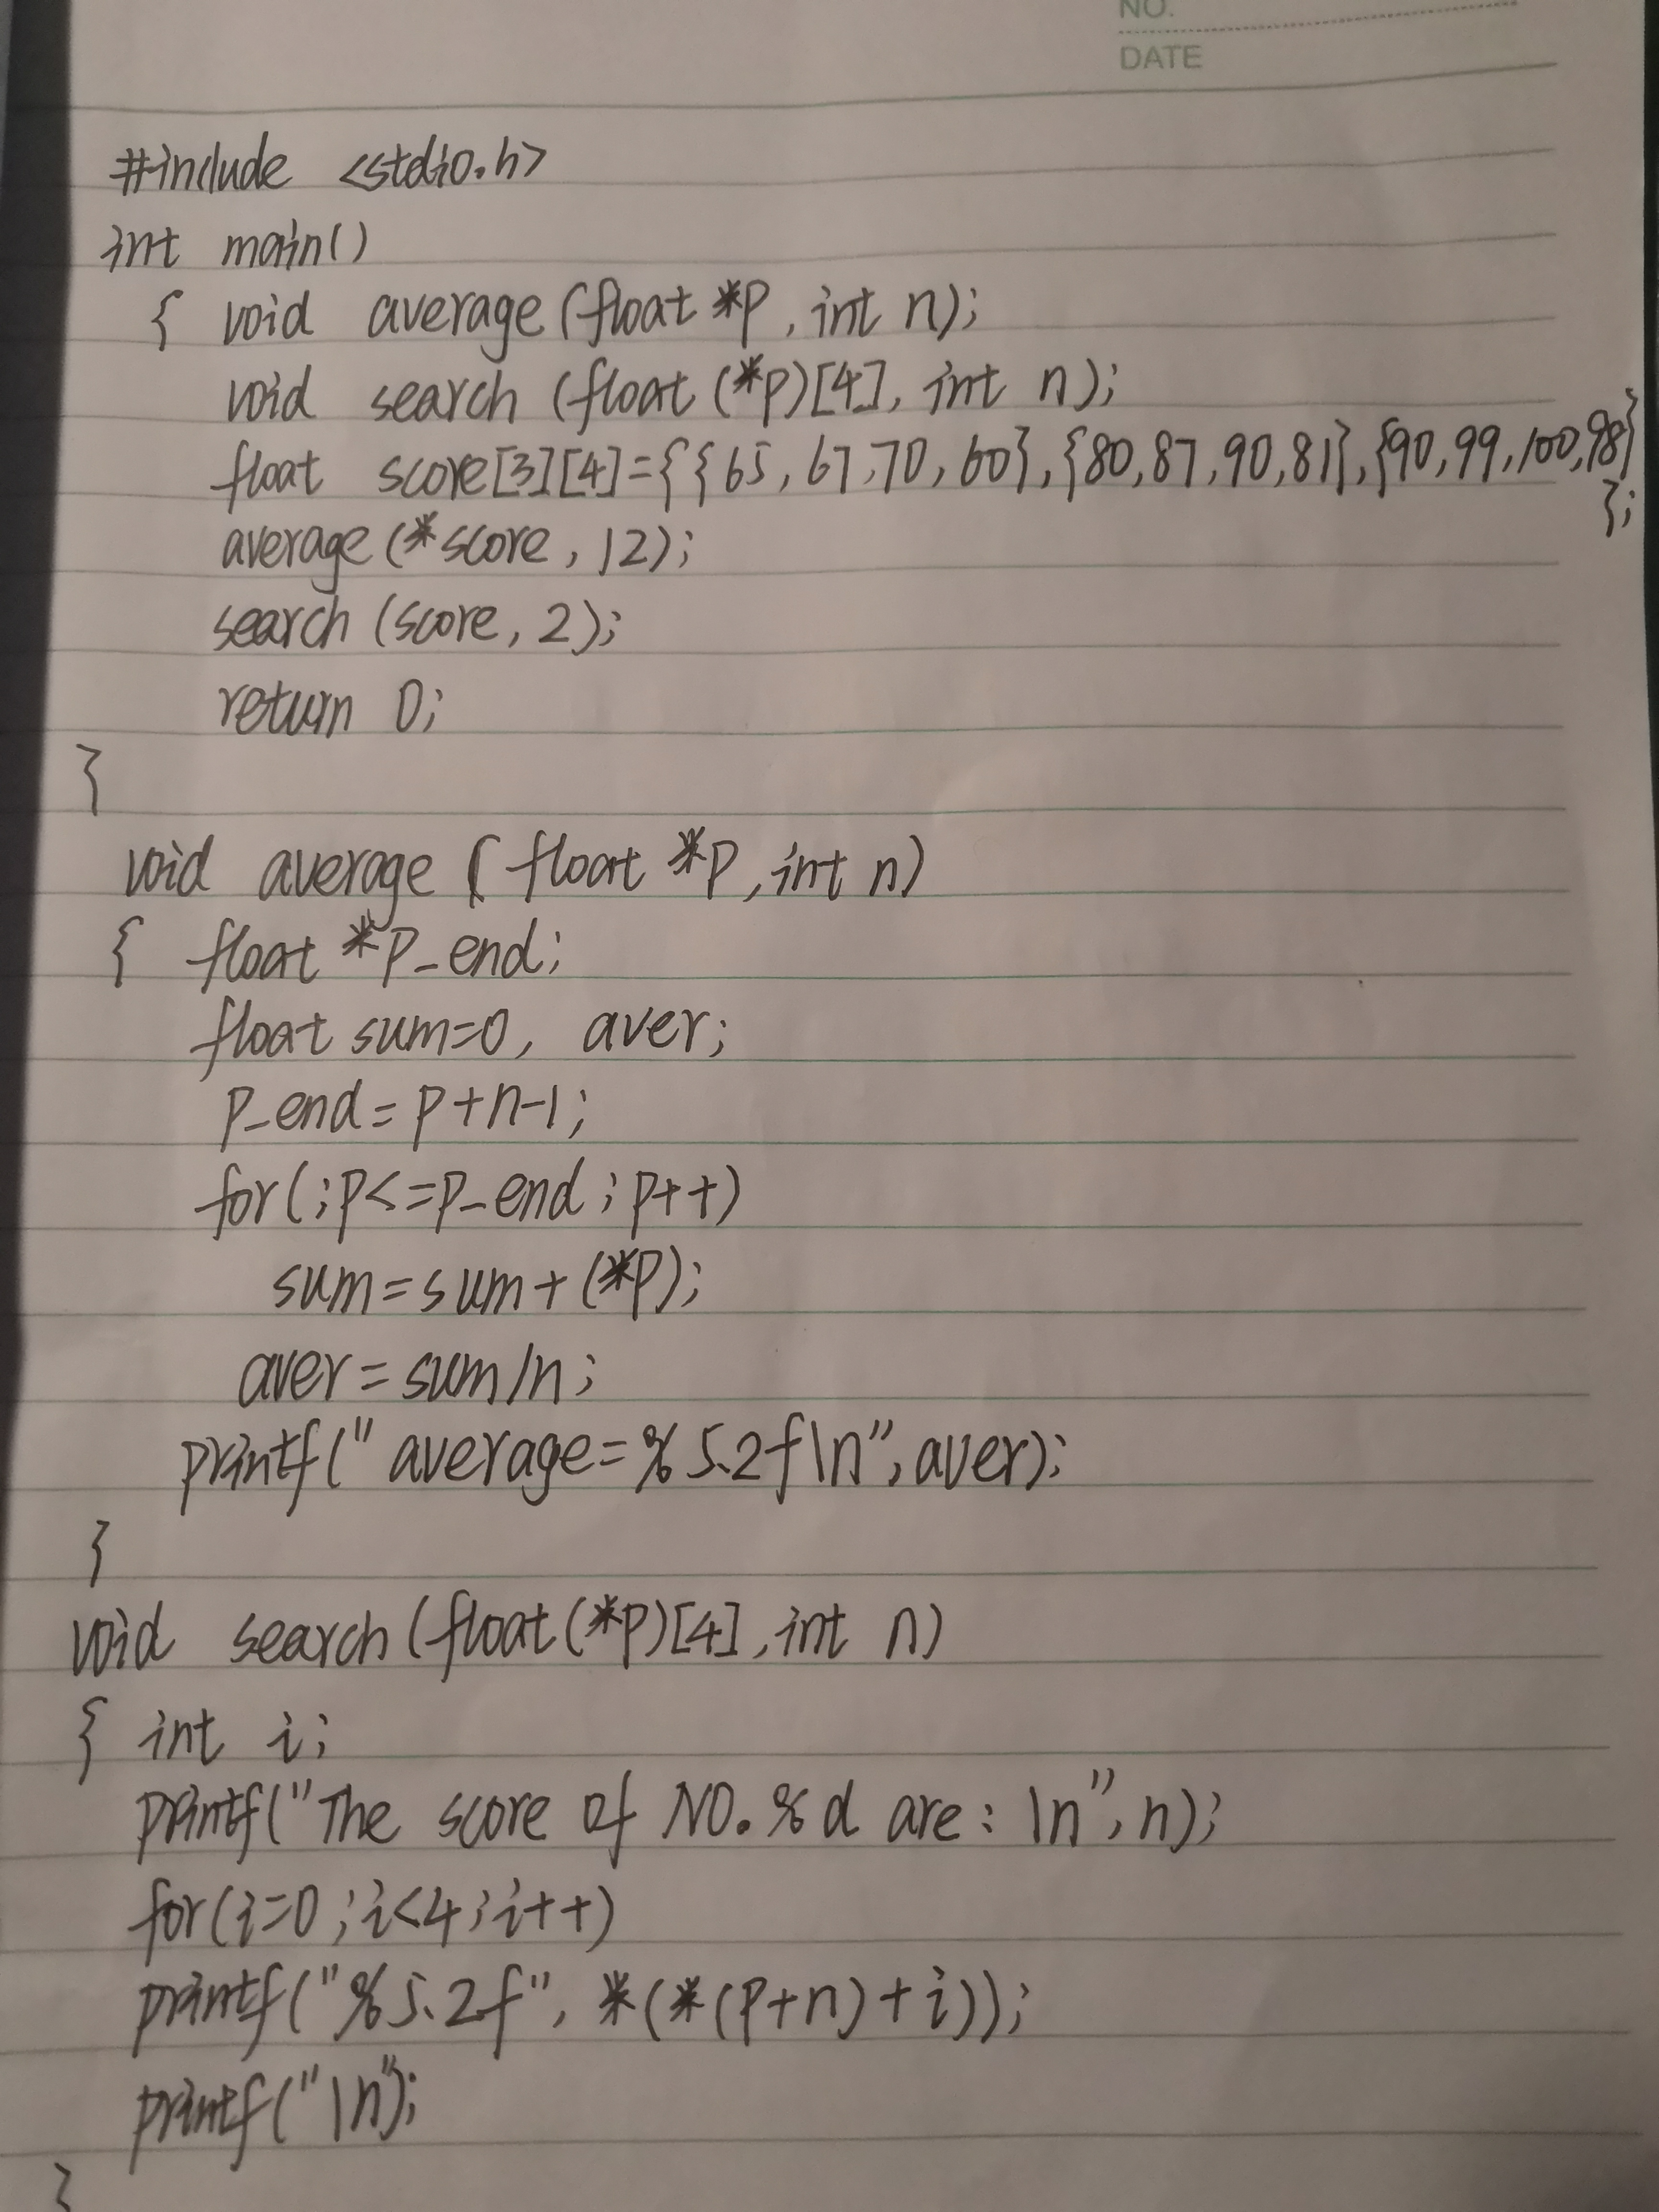 NO.
DATE
#include <stdio.h>
int main()
{ void average(float *p, int n);
void search (float (*p)[4], int n);
float score[3][4]={{65, 67, 70, 60}, {80, 87, 90, 81}, {90, 99, 100, 98}
};
average (*score, 12);
search (score, 2);
return 0;
}
void average (float *p, int n)
{ float *p_end;
float sum=0, aver;
p_end=p+n-1;
for(;p<=p_end;p++)
sum=sum+(*p);
aver=sum/n;
printf("average=%5.2f\n", aver);
}
void search(float(*p)[4], int n)
{ int i;
printf("The score of NO.%d are: \n", n);
for(i=0;i<4;i++)
printf("%5.2f", *(*(p+n)+i));
printf("\n");
}